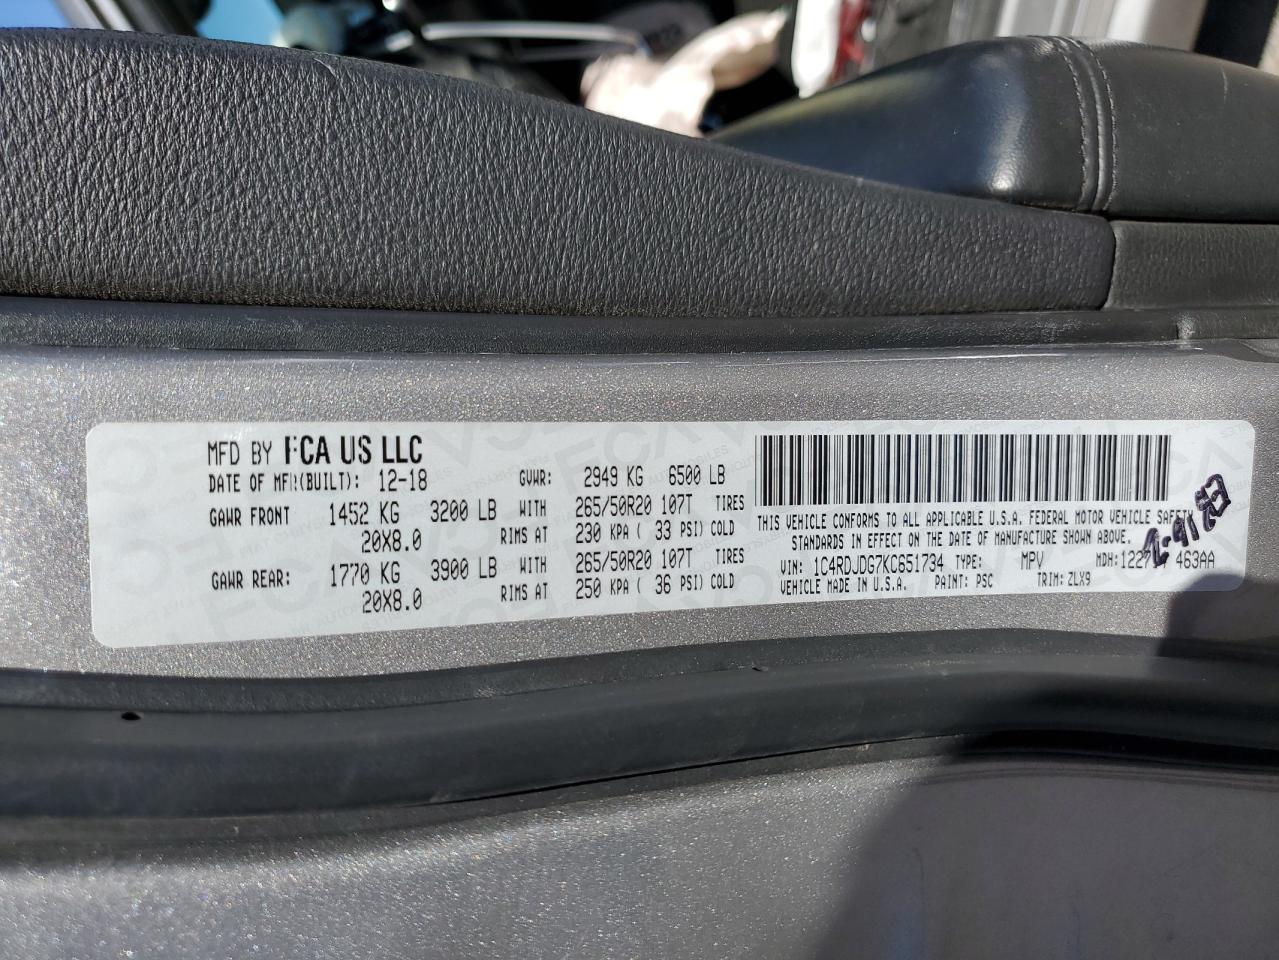 MFD BY FCA US LLC
DATE OF MFR(BUILT): 12-18 GVWR: 2949 KG 6500 LB
GAWR FRONT 1452 KG 3200 LB WITH 265/50R20 107T TIRES
20X8.0 RIMS AT 230 KPA ( 33 PSI) COLD
GAWR REAR: 1770 KG 3900 LB WITH 265/50R20 107T TIRES
20X8.0 RIMS AT 250 KPA ( 36 PSI) COLD
THIS VEHICLE CONFORMS TO ALL APPLICABLE U.S.A. FEDERAL MOTOR VEHICLE SAFETY
STANDARDS IN EFFECT ON THE DATE OF MANUFACTURE SHOWN ABOVE.
VIN: 1C4RDJDG7KC651734 TYPE: MPV MDH: 463AA
VEHICLE MADE IN U.S.A. PAINT: PSC TRIM: ZLX9